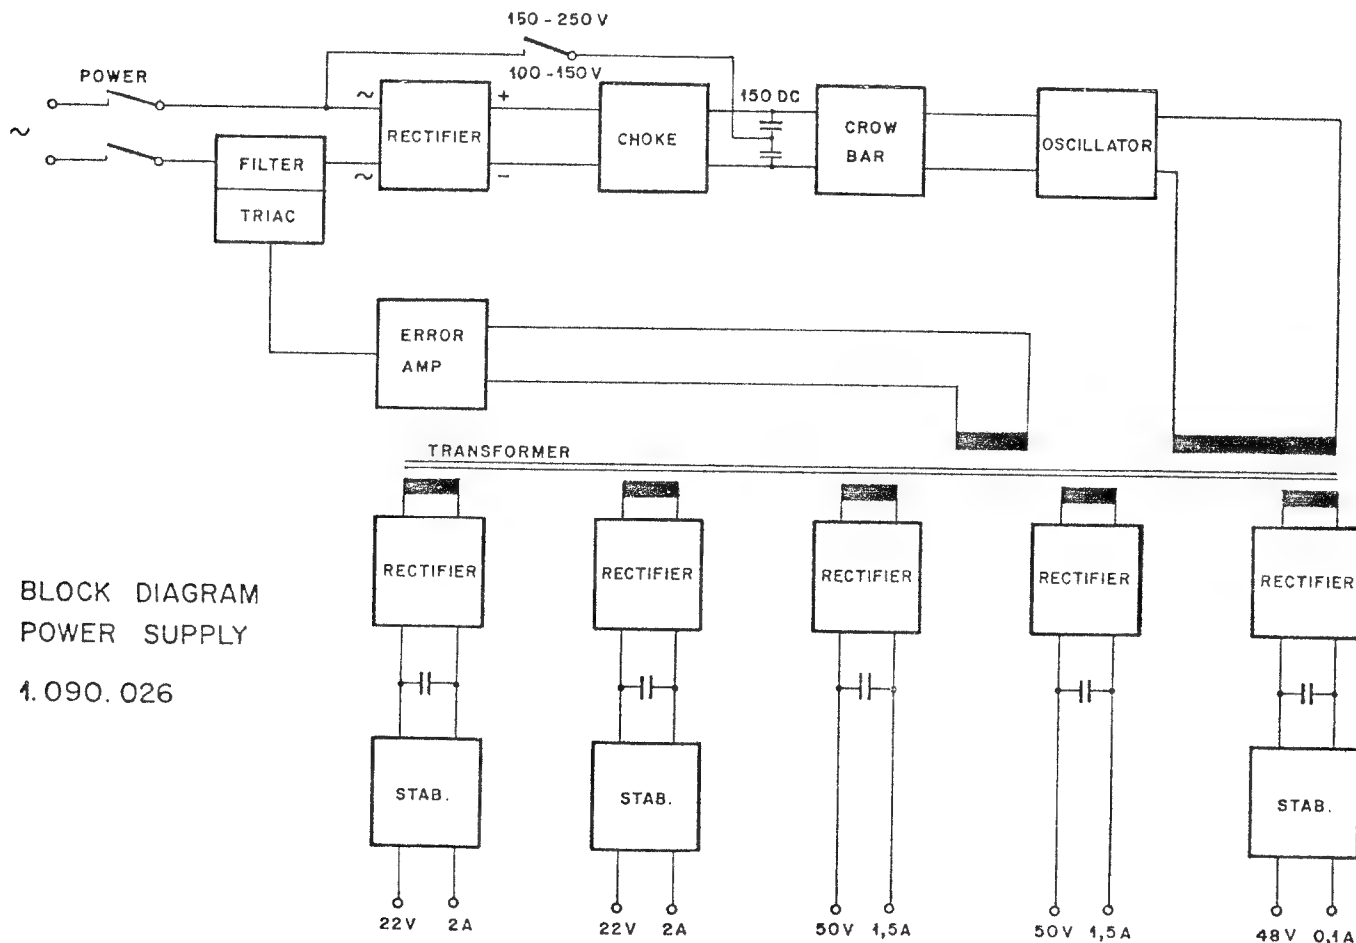 150 - 250 V
POWER
100 - 150 V
150 DC
~
~
+
RECTIFIER
CHOKE
CROW
BAR
OSCILLATOR
~
FILTER
-
TRIAC
ERROR
AMP
TRANSFORMER
RECTIFIER
RECTIFIER
RECTIFIER
RECTIFIER
RECTIFIER
BLOCK DIAGRAM
POWER SUPPLY
1.090.026
STAB.
STAB.
STAB.
22V 2A
22V 2A
50V 1,5A
50V 1,5A
48V 0,1A